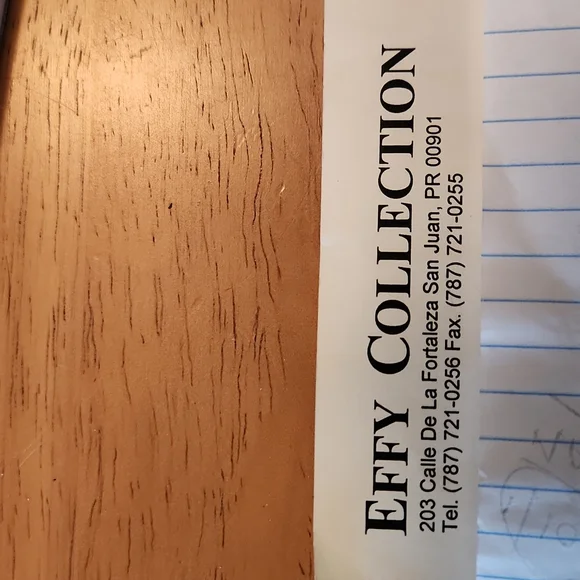 EFFY COLLECTION
203 Calle De La Fortaleza San Juan, PR 00901
Tel. (787) 721-0256 Fax. (787) 721-0255